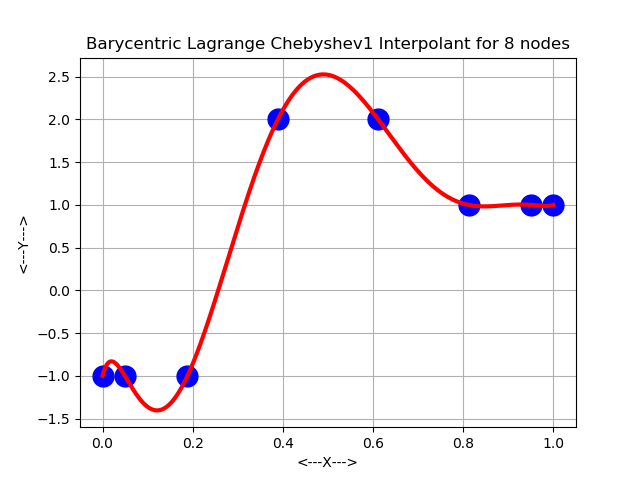 Barycentric Lagrange Chebyshev1 Interpolant for 8 nodes
2.5
2.0
1.5
1.0
0.5
0.0
−0.5
−1.0
−1.5
<---Y--->
0.0 0.2 0.4 0.6 0.8 1.0
<---X--->